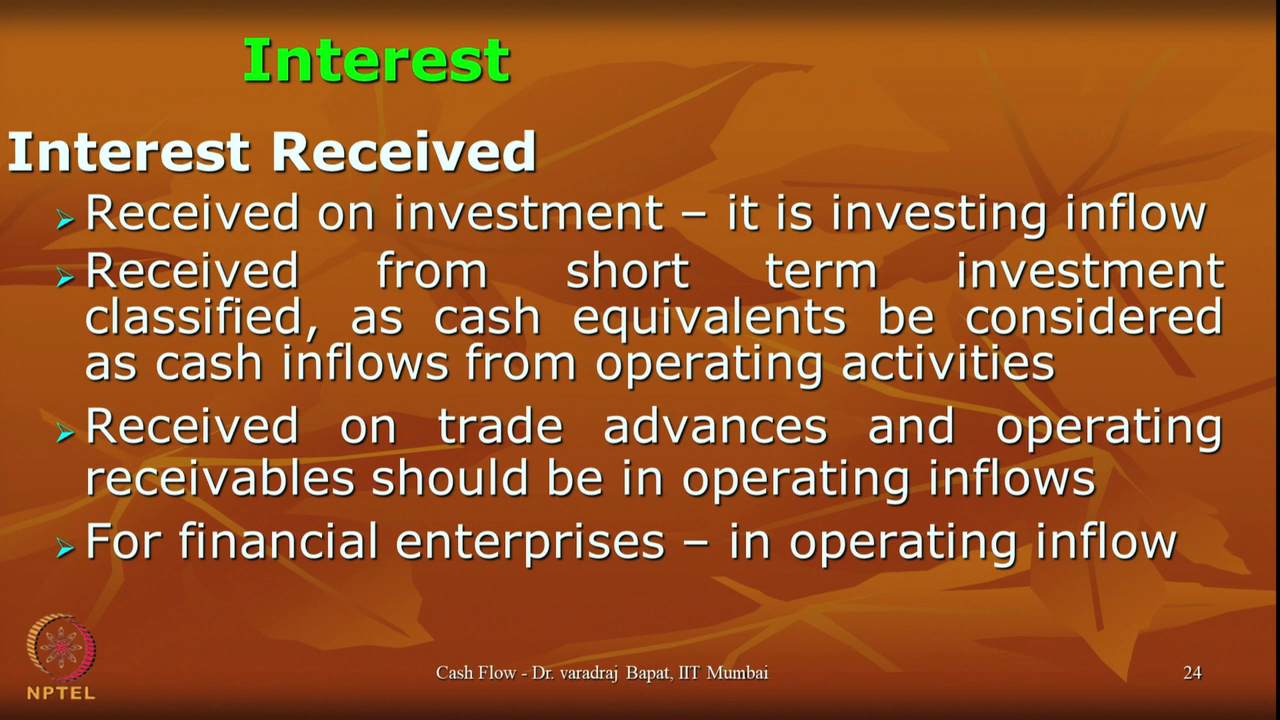 Interest
Interest Received
Received on investment – it is investing inflow
Received from short term investment
classified, as cash equivalents be considered
as cash inflows from operating activities
Received on trade advances and operating
receivables should be in operating inflows
For financial enterprises – in operating inflow
NPTEL
Cash Flow - Dr. varadraj Bapat, IIT Mumbai
24